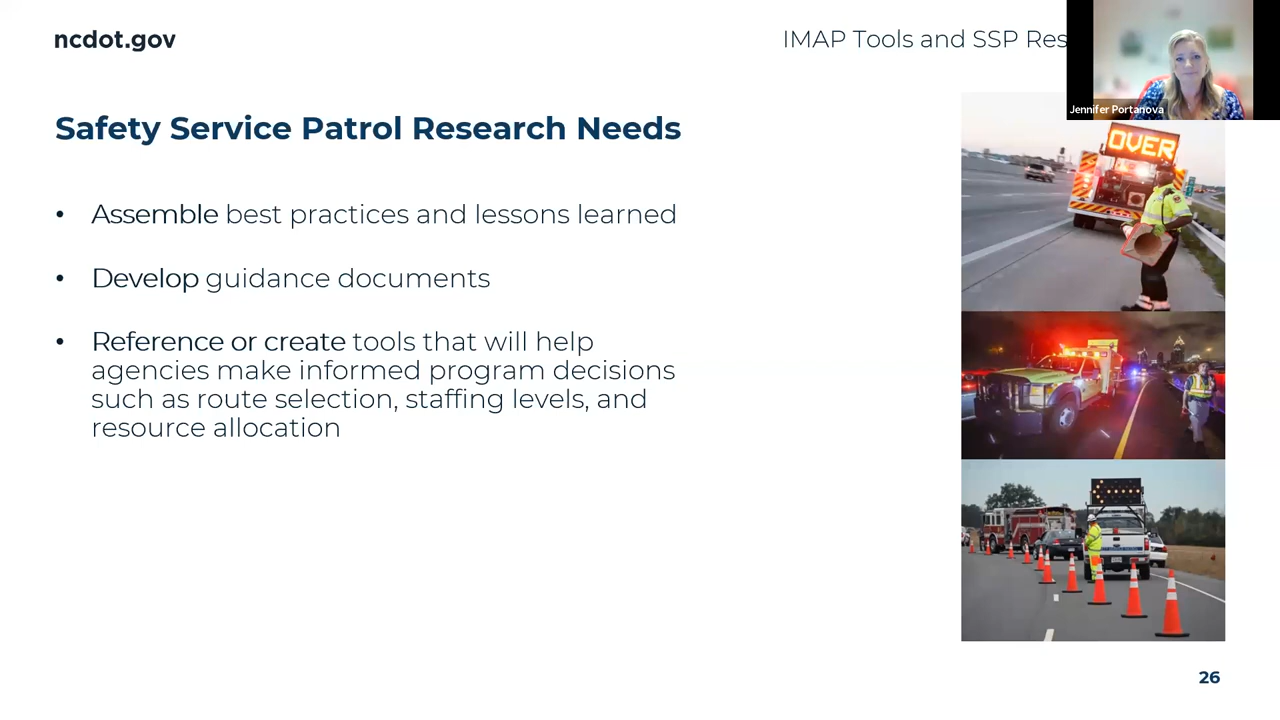 ncdot.gov
IMAP Tools and SSP Res
Jennifer Portanova
Safety Service Patrol Research Needs
• Assemble best practices and lessons learned
• Develop guidance documents
• Reference or create tools that will help
agencies make informed program decisions
such as route selection, staffing levels, and
resource allocation
OVER
26